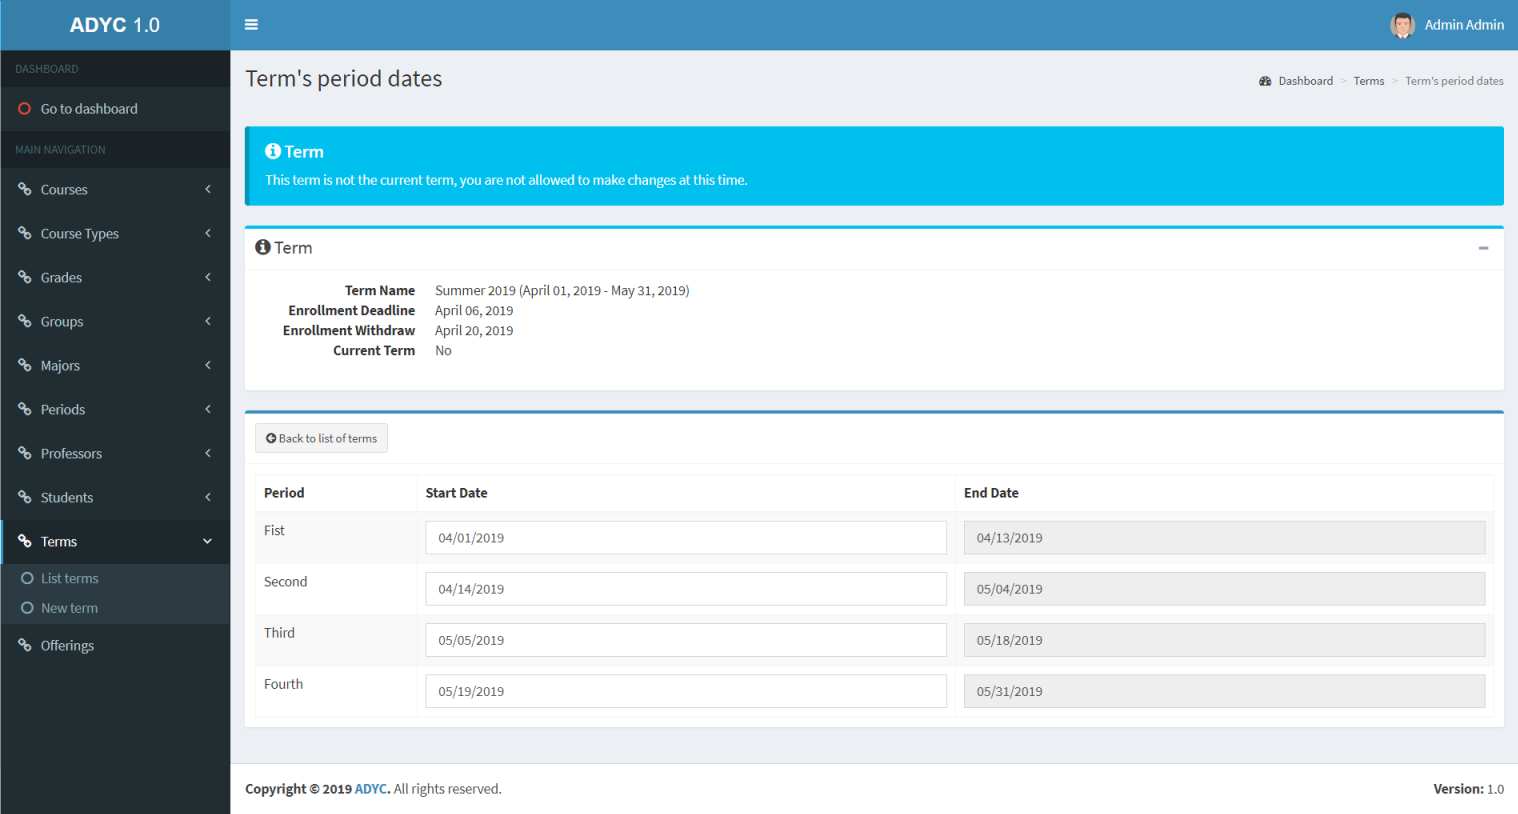 ADYC 1.0
Admin Admin
DASHBOARD
Go to dashboard
MAIN NAVIGATION
Courses
Course Types
Grades
Groups
Majors
Periods
Professors
Students
Terms
List terms
New term
Offerings
Term's period dates
Dashboard > Terms > Term's period dates
Term
This term is not the current term, you are not allowed to make changes at this time.
Term
Term Name Summer 2019 (April 01, 2019 - May 31, 2019)
Enrollment Deadline April 06, 2019
Enrollment Withdraw April 20, 2019
Current Term No
Back to list of terms
Period Start Date End Date
Fist 04/01/2019 04/13/2019
Second 04/14/2019 05/04/2019
Third 05/05/2019 05/18/2019
Fourth 05/19/2019 05/31/2019
Copyright © 2019 ADYC. All rights reserved.
Version: 1.0